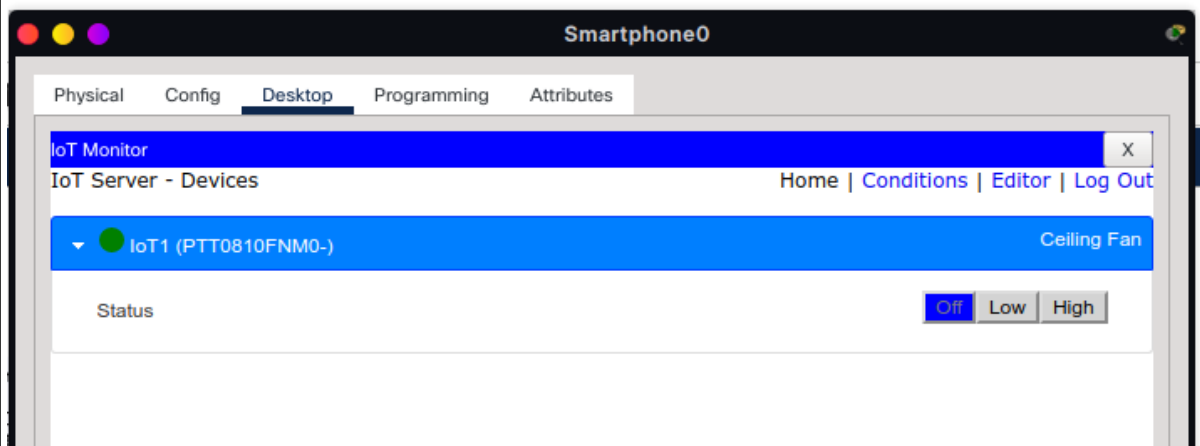 Smartphone0
Physical Config Desktop Programming Attributes
IoT Monitor X
IoT Server - Devices Home | Conditions | Editor | Log Out
IoT1 (PTT0810FNM0-) Ceiling Fan
Status Off Low High